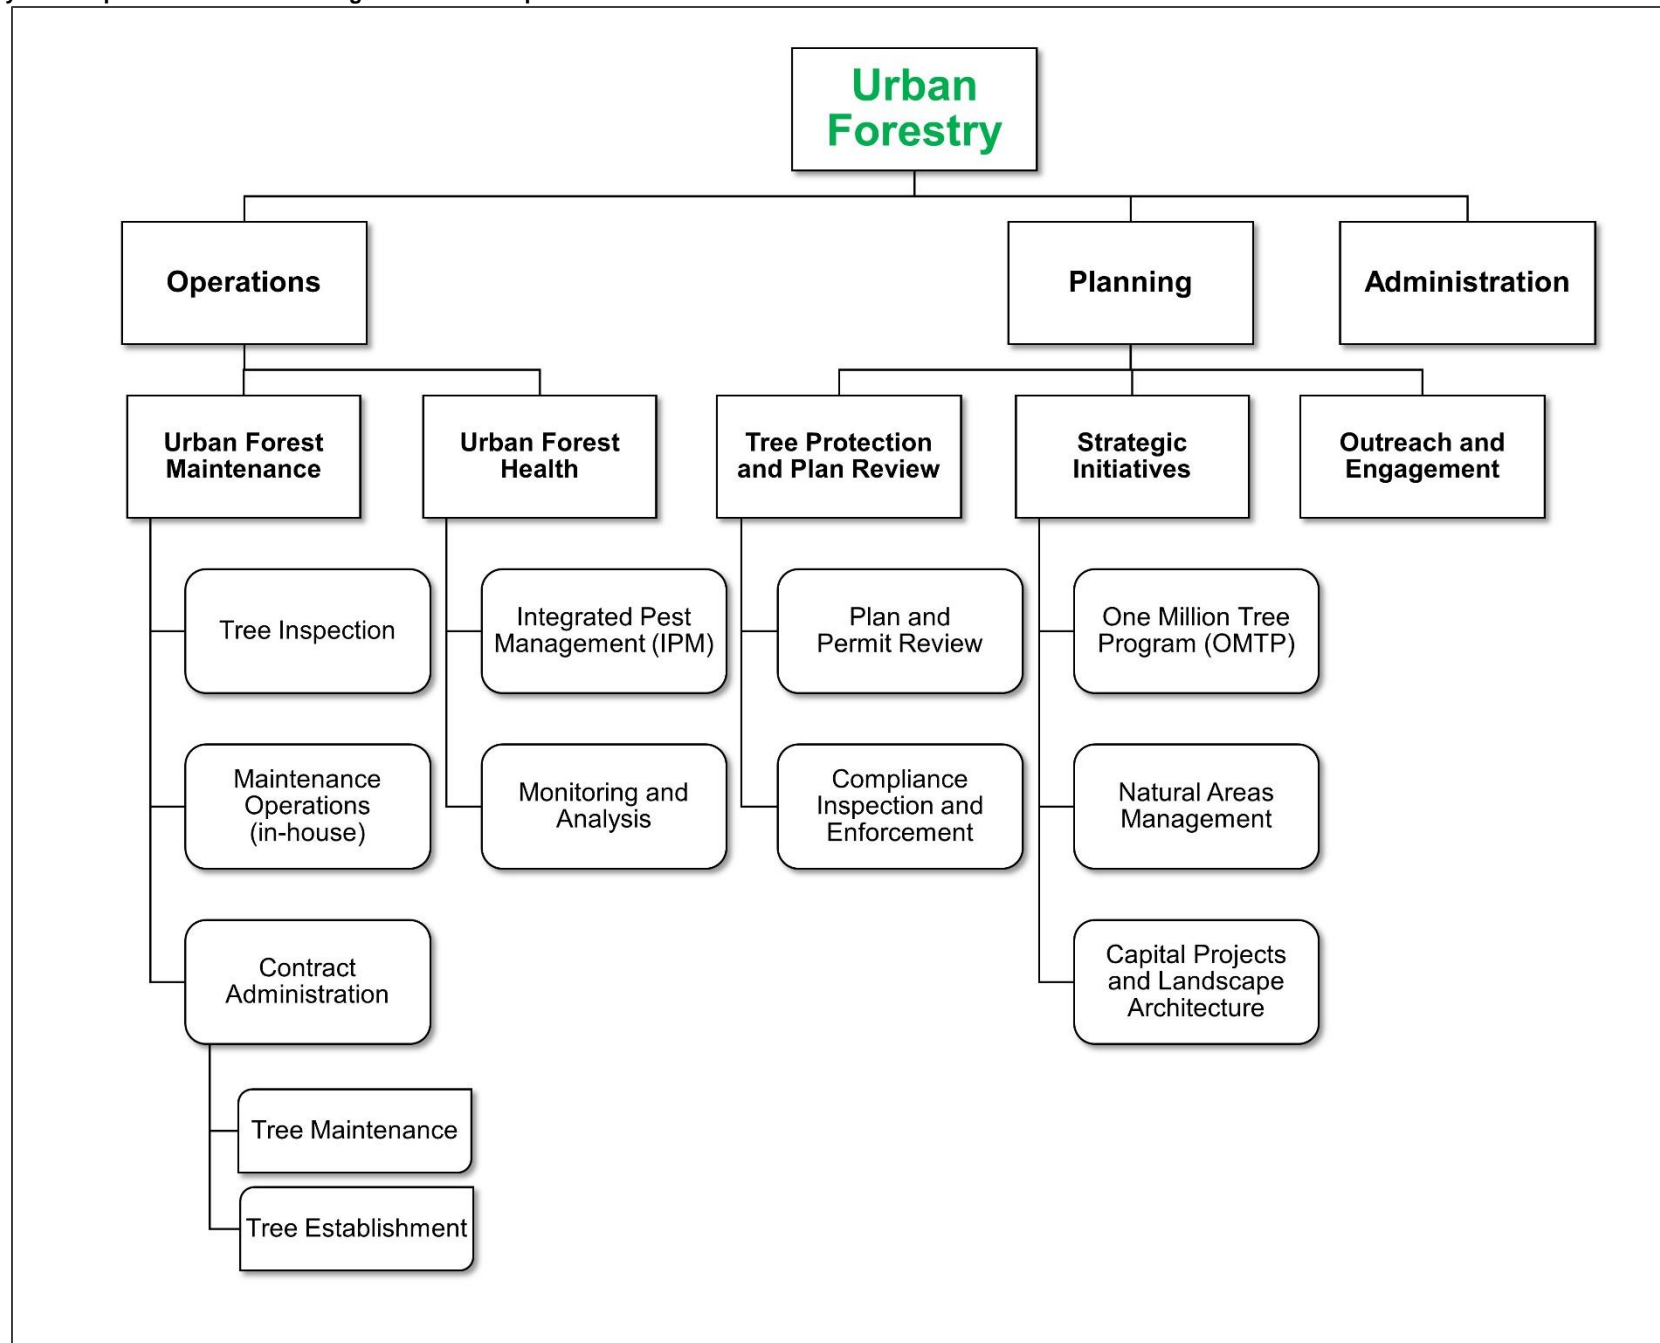 Urban
Forestry
Operations
Planning
Administration
Urban Forest
Maintenance
Urban Forest
Health
Tree Protection
and Plan Review
Strategic
Initiatives
Outreach and
Engagement
Tree Inspection
Integrated Pest
Management (IPM)
Plan and
Permit Review
One Million Tree
Program (OMTP)
Maintenance
Operations
(in-house)
Monitoring and
Analysis
Compliance
Inspection and
Enforcement
Natural Areas
Management
Contract
Administration
Capital Projects
and Landscape
Architecture
Tree Maintenance
Tree Establishment